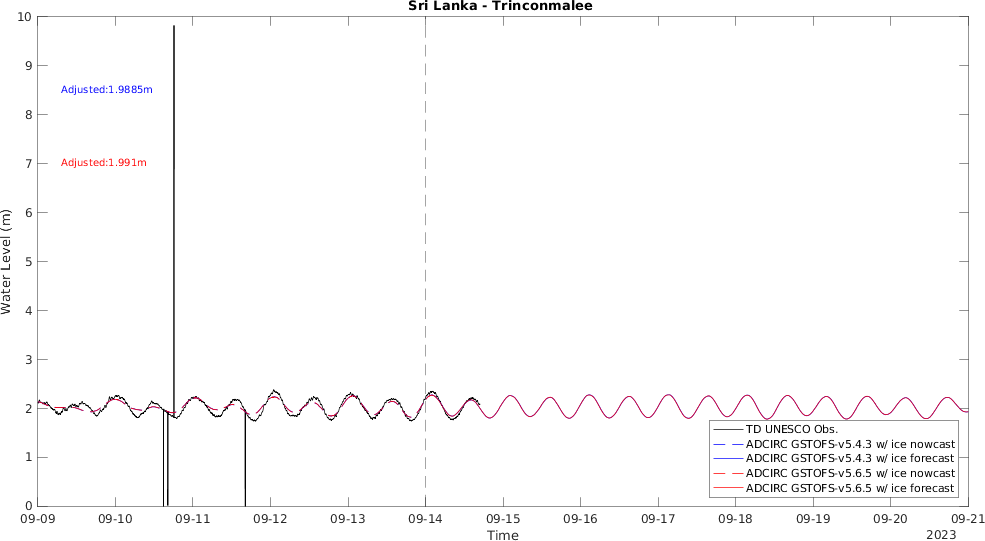 Sri Lanka - Trinconmalee
10
9
8
7
6
5
4
3
2
1
0
Water Level (m)
Adjusted:1.9885m
Adjusted:1.991m
TD UNESCO Obs.
ADCIRC GSTOFS-v5.4.3 w/ ice nowcast
ADCIRC GSTOFS-v5.4.3 w/ ice forecast
ADCIRC GSTOFS-v5.6.5 w/ ice nowcast
ADCIRC GSTOFS-v5.6.5 w/ ice forecast
09-09 09-10 09-11 09-12 09-13 09-14 09-15 09-16 09-17 09-18 09-19 09-20 09-21
Time
2023